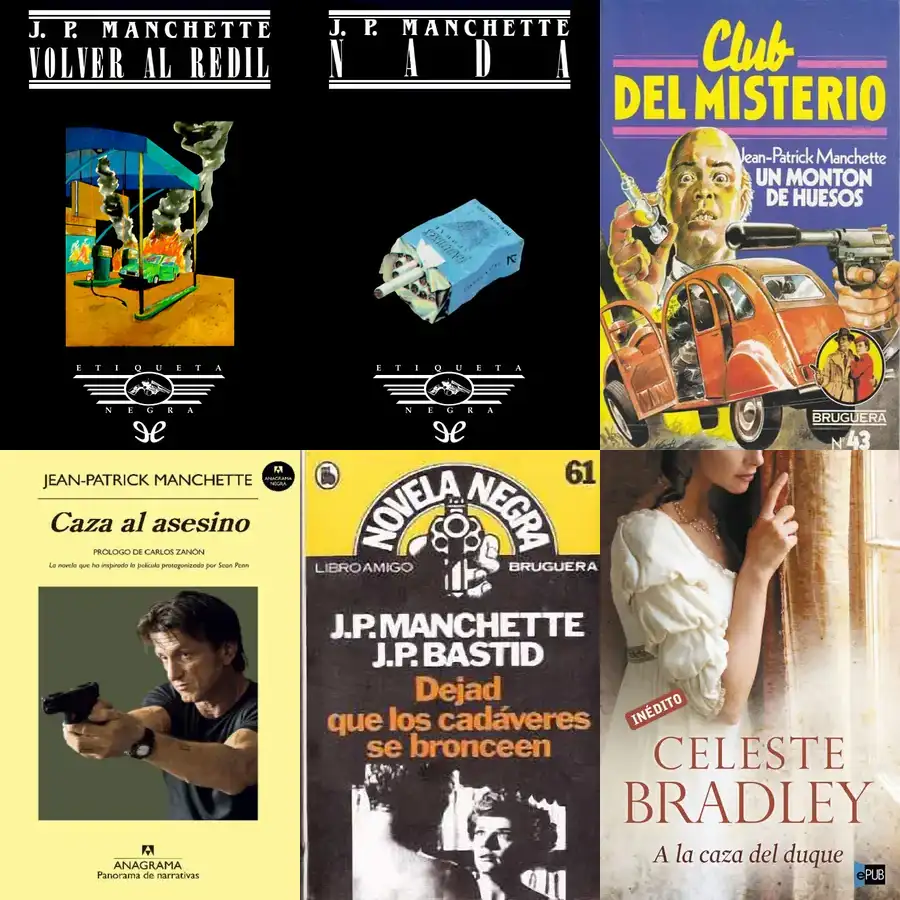 J. P. MANCHETTE
VOLVER AL REDIL
ETIQUETA
NEGRA
J. P. MANCHETTE
NADA
ETIQUETA
NEGRA
Club
DEL MISTERIO
Jean-Patrick Manchette
UN MONTON
DE HUESOS
BRUGUERA
Nº 43
JEAN-PATRICK MANCHETTE
ANAGRAMA
NEGRA
Caza al asesino
PRÓLOGO DE CARLOS ZANÓN
La novela que ha inspirado la película protagonizada por Sean Penn
ANAGRAMA
Panorama de narrativas
61
NOVELA NEGRA
LIBRO AMIGO
BRUGUERA
J.P. MANCHETTE
J.P. BASTID
Dejad
que los cadáveres
se bronceen
INÉDITO
CELESTE
BRADLEY
A la caza del duque
ePUB